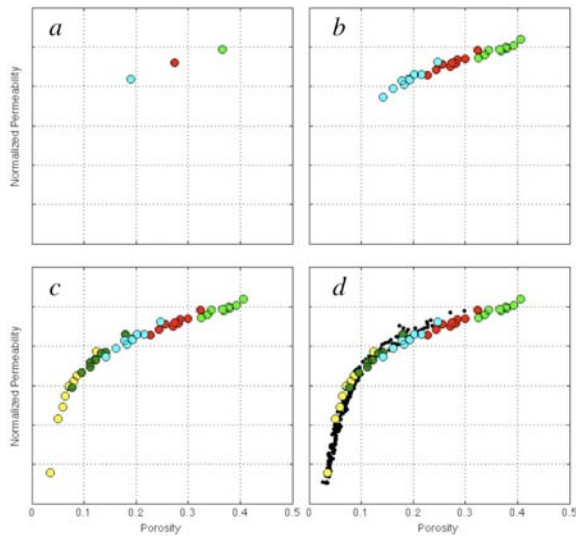 a
b
Normalized Permeability
c
d
Normalized Permeability
0 0.1 0.2 0.3 0.4 0.5 0 0.1 0.2 0.3 0.4 0.5
Porosity Porosity